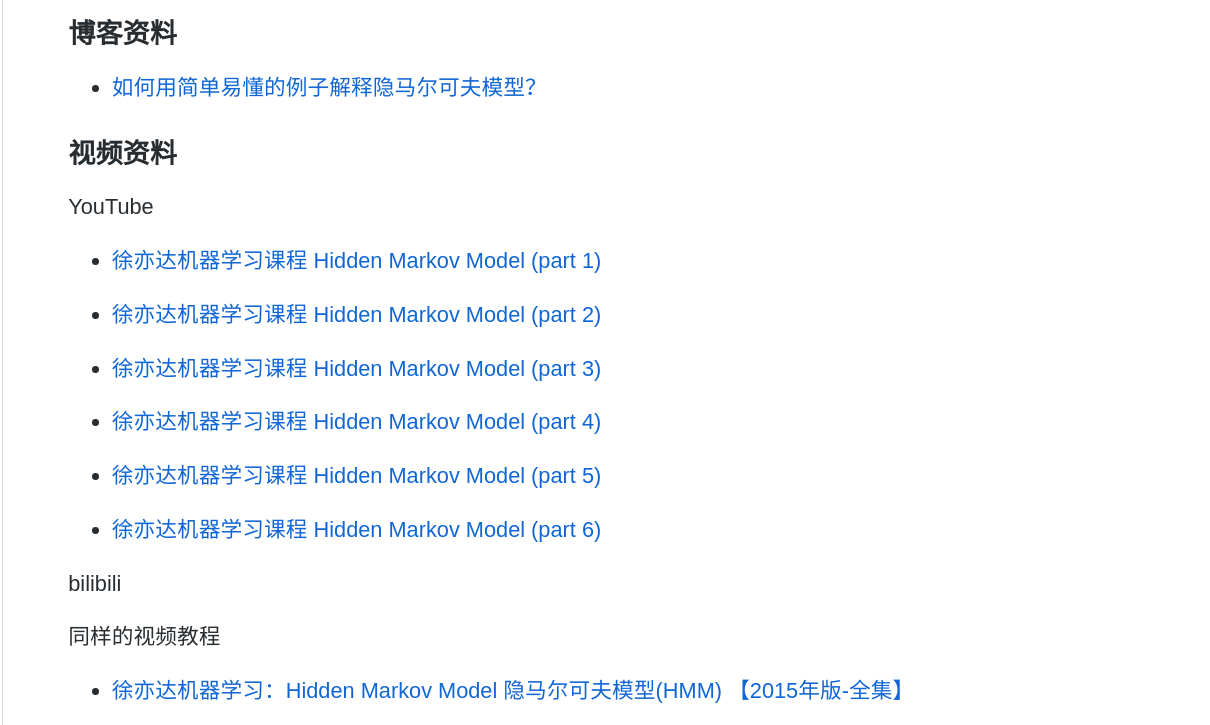 博客资料
如何用简单易懂的例子解释隐马尔可夫模型？
视频资料
YouTube
徐亦达机器学习课程 Hidden Markov Model (part 1)
徐亦达机器学习课程 Hidden Markov Model (part 2)
徐亦达机器学习课程 Hidden Markov Model (part 3)
徐亦达机器学习课程 Hidden Markov Model (part 4)
徐亦达机器学习课程 Hidden Markov Model (part 5)
徐亦达机器学习课程 Hidden Markov Model (part 6)
bilibili
同样的视频教程
徐亦达机器学习：Hidden Markov Model 隐马尔可夫模型(HMM) 【2015年版-全集】